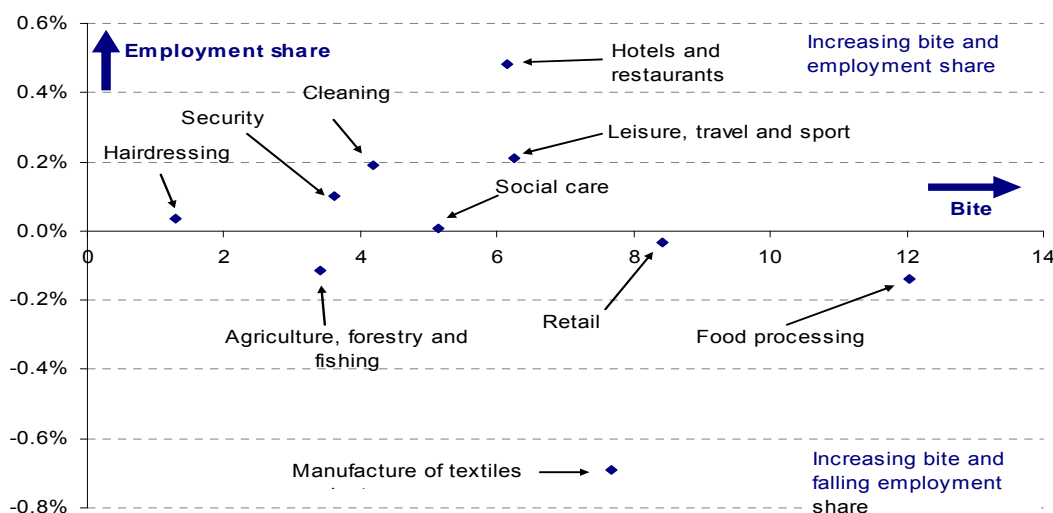 0.6%
Employment share
Hotels and
restaurants
Increasing bite and
employment share
0.4%
Cleaning
Security
Leisure, travel and sport
Hairdressing
0.2%
Social care
Bite
0.0%
0 2 4 6 8 10 12 14
-0.2%
Retail
Food processing
Agriculture, forestry and
fishing
-0.4%
-0.6%
Manufacture of textiles
Increasing bite and
falling employment
share
-0.8%